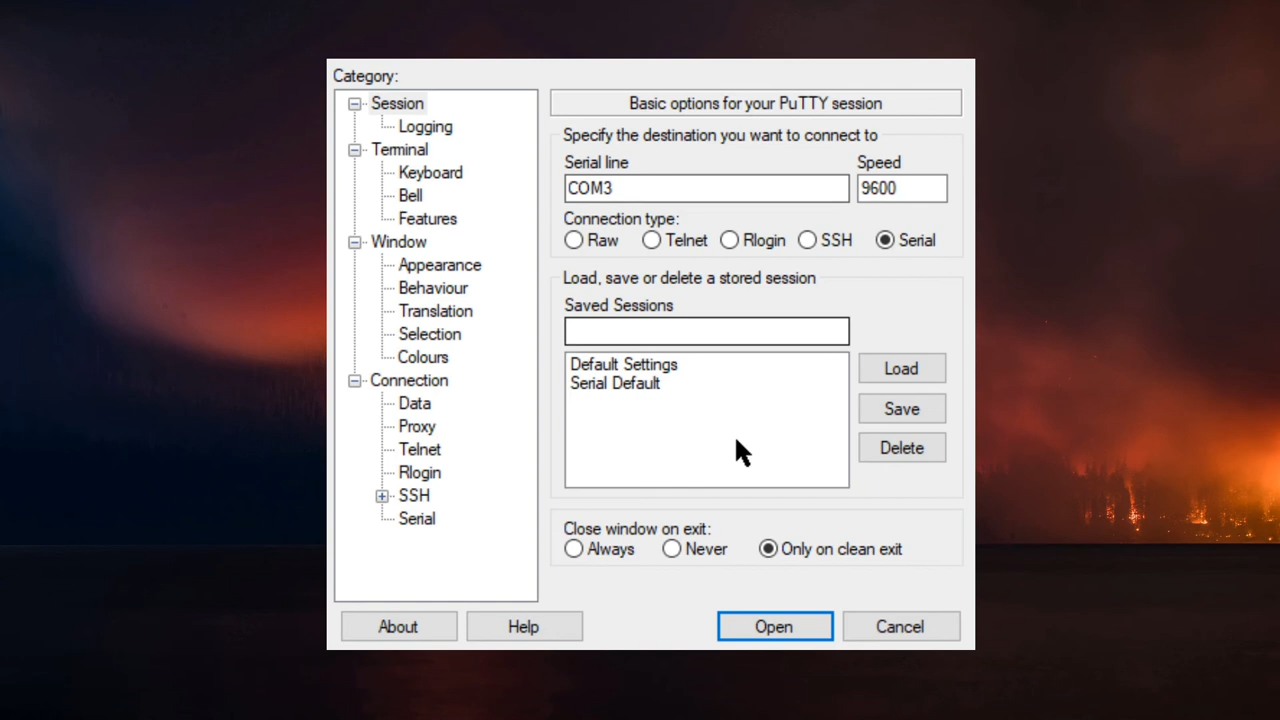 Category:
Session
Logging
Terminal
Keyboard
Bell
Features
Window
Appearance
Behaviour
Translation
Selection
Colours
Connection
Data
Proxy
Telnet
Rlogin
SSH
Serial
Basic options for your PuTTY session
Specify the destination you want to connect to
Serial line Speed
COM3 9600
Connection type:
Raw Telnet Rlogin SSH Serial
Load, save or delete a stored session
Saved Sessions
Default Settings
Serial Default
Load
Save
Delete
Close window on exit:
Always Never Only on clean exit
About Help Open Cancel